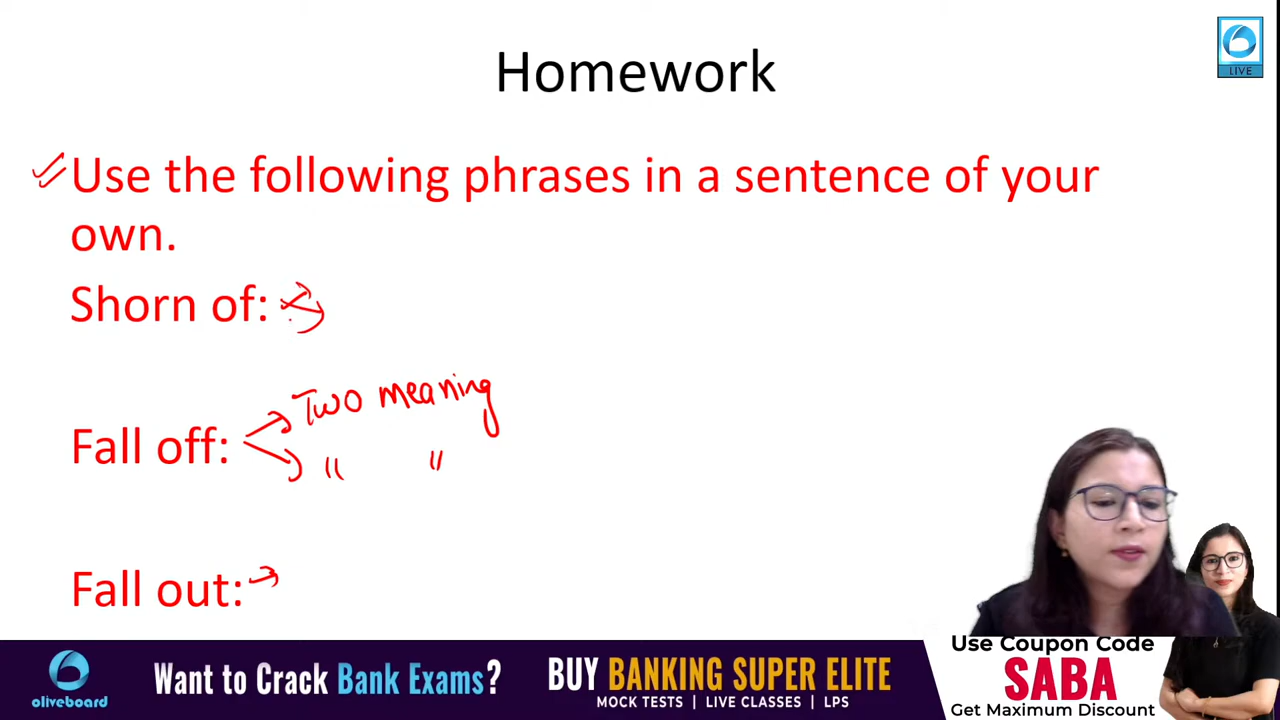 LIVE
Homework
Use the following phrases in a sentence of your
own.
Shorn of:
Two meaning
Fall off:
" "
Fall out:
oliveboard
Want to Crack Bank Exams?
BUY BANKING SUPER ELITE
MOCK TESTS | LIVE CLASSES | LPS
Use Coupon Code
SABA
Get Maximum Discount